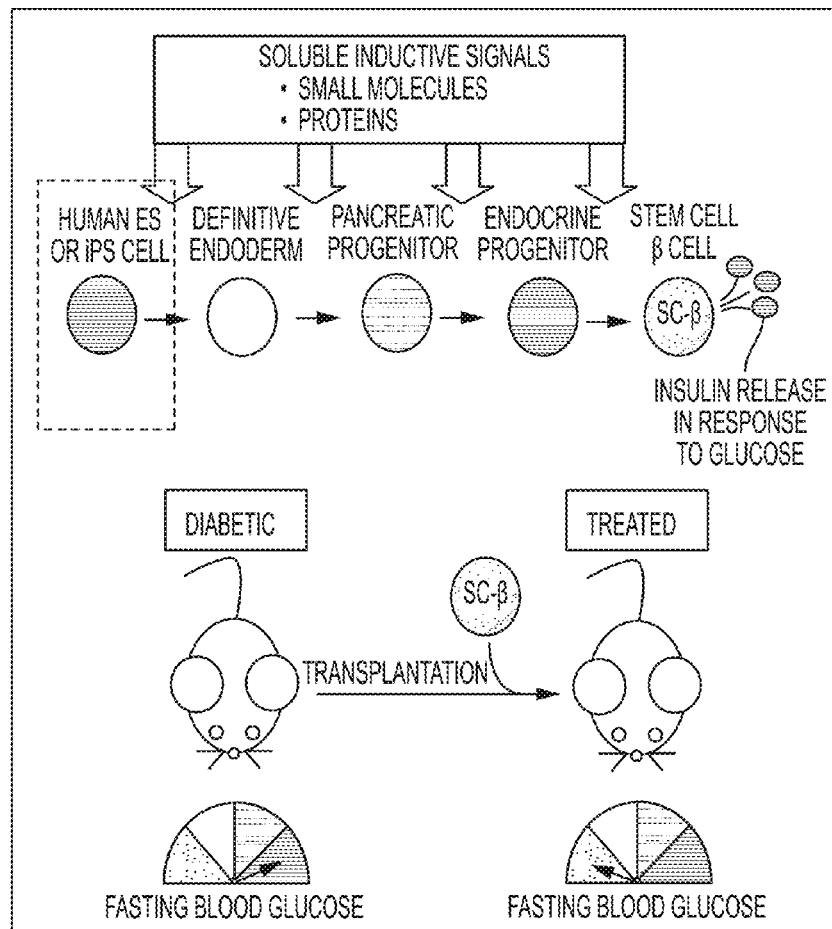 SOLUBLE INDUCTIVE SIGNALS
• SMALL MOLECULES
• PROTEINS
HUMAN ES
OR iPS CELL
DEFINITIVE
ENDODERM
PANCREATIC
PROGENITOR
ENDOCRINE
PROGENITOR
STEM CELL
β CELL
SC-β
INSULIN RELEASE
IN RESPONSE
TO GLUCOSE
DIABETIC
TREATED
SC-β
TRANSPLANTATION
FASTING BLOOD GLUCOSE
FASTING BLOOD GLUCOSE